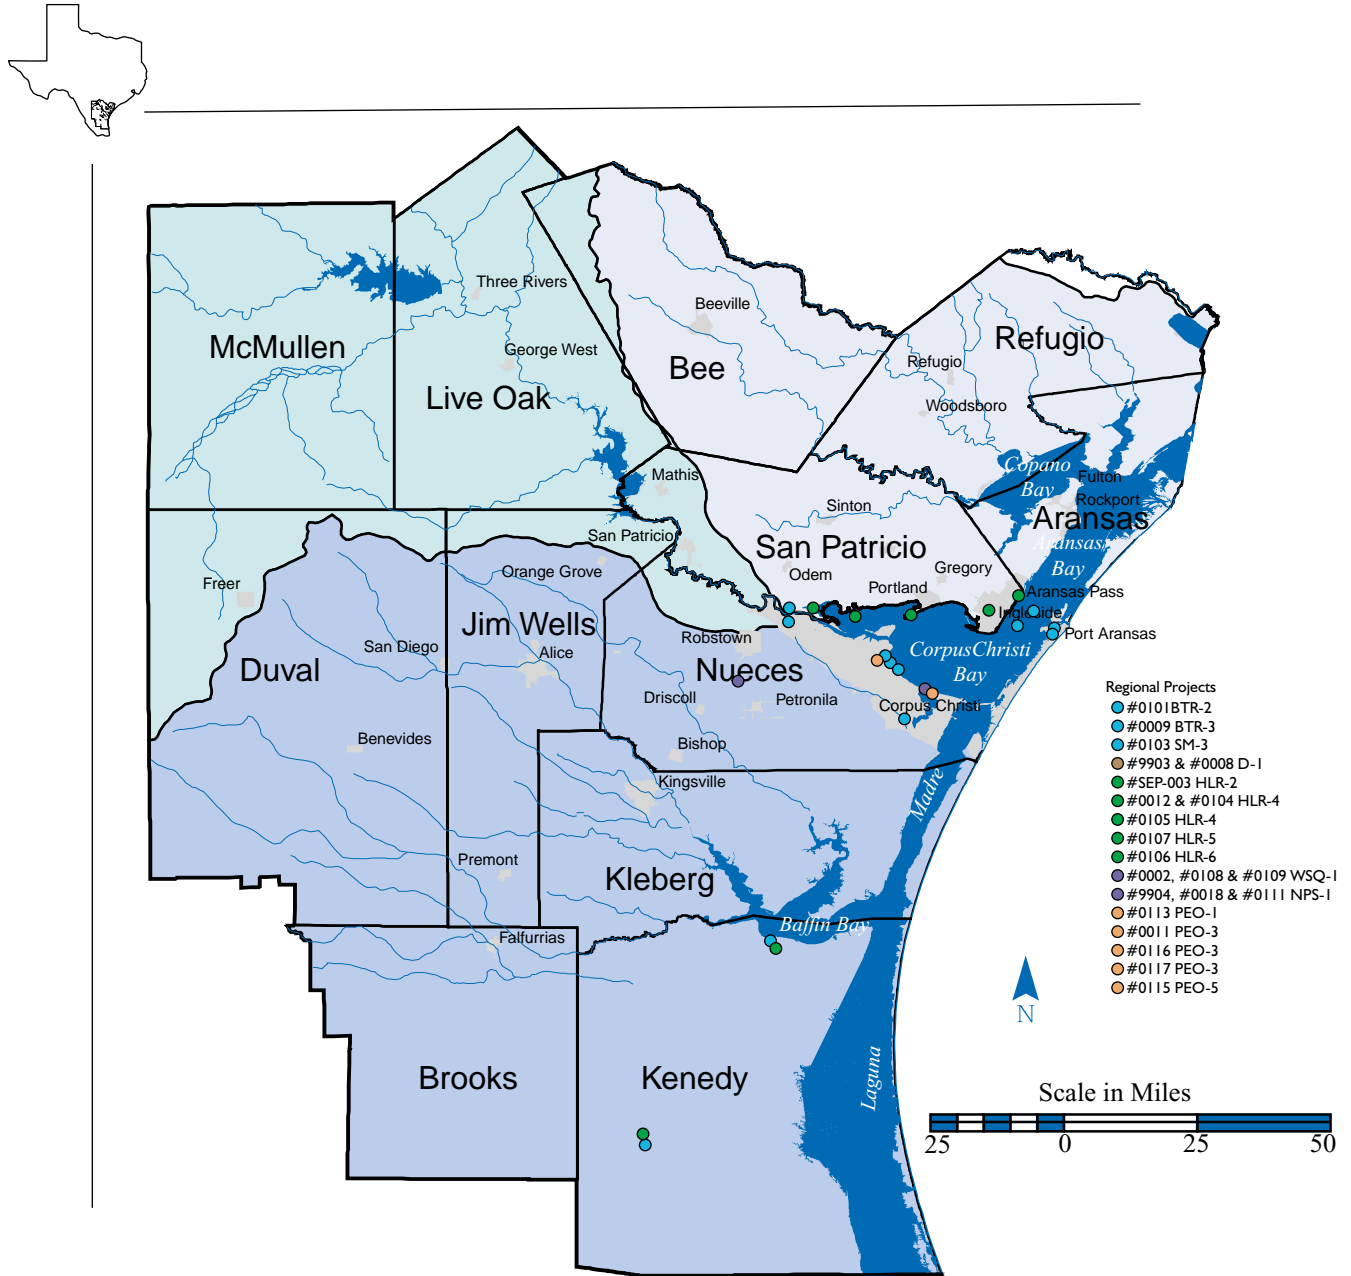 Three Rivers
Beeville
McMullen
George West
Bee
Refugio
Refugio
Live Oak
Woodsboro
Mathis
Copano
Bay
Fulton
Rockport
Sinton
Aransas
San Patricio
San Patricio
Aransas
Bay
Orange Grove
Odem
Gregory
Freer
Portland
Aransas Pass
Ingleside
Jim Wells
Robstown
Port Aransas
San Diego
Alice
CorpusChristi
Bay
Duval
Nueces
Driscoll
Petronila
Corpus Christi
Benevides
Bishop
Kingsville
Madre
Premont
Kleberg
Baffin Bay
Falfurrias
Brooks
Kenedy
Laguna
Regional Projects
#0101BTR-2
#0009 BTR-3
#0103 SM-3
#9903 & #0008 D-1
#SEP-003 HLR-2
#0012 & #0104 HLR-4
#0105 HLR-4
#0107 HLR-5
#0106 HLR-6
#0002, #0108 & #0109 WSQ-1
#9904, #0018 & #0111 NPS-1
#0113 PEO-1
#0011 PEO-3
#0116 PEO-3
#0117 PEO-3
#0115 PEO-5
N
Scale in Miles
25 0 25 50